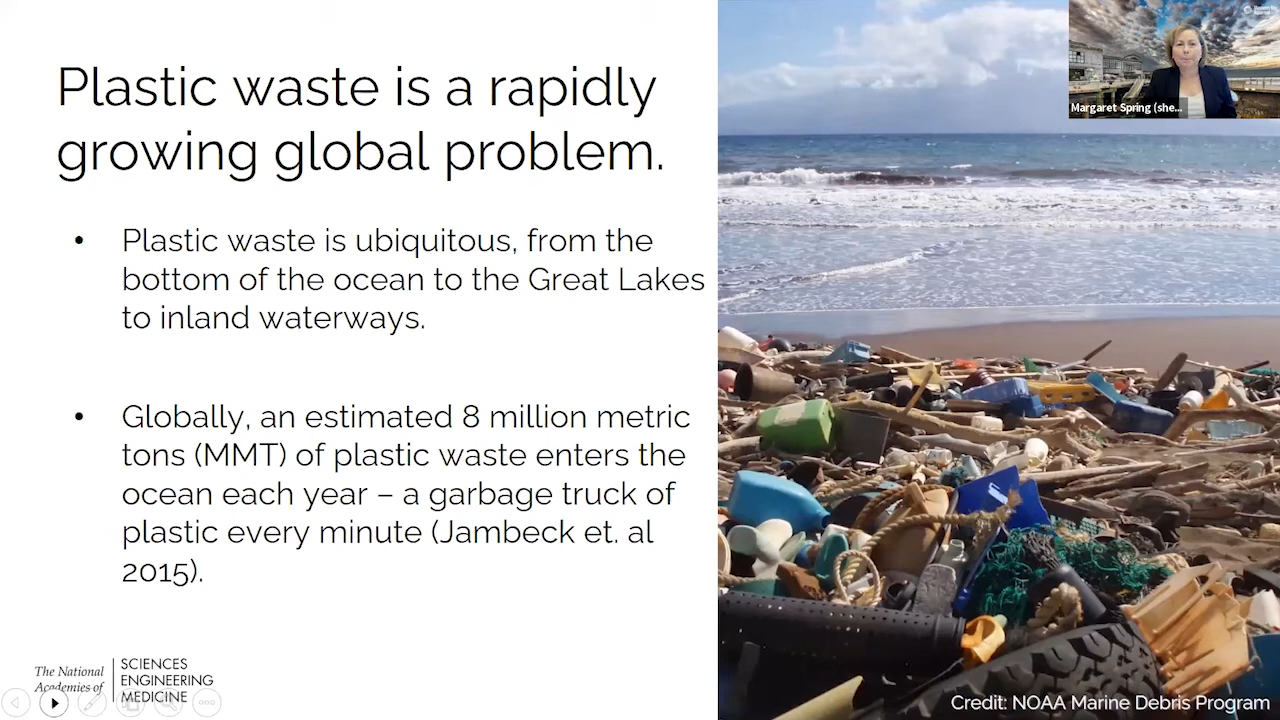 Plastic waste is a rapidly
growing global problem.
• Plastic waste is ubiquitous, from the
bottom of the ocean to the Great Lakes
to inland waterways.
• Globally, an estimated 8 million metric
tons (MMT) of plastic waste enters the
ocean each year – a garbage truck of
plastic every minute (Jambeck et. al
2015).
The National
Academies of
SCIENCES
ENGINEERING
MEDICINE
Margaret Spring (she...
Credit: NOAA Marine Debris Program